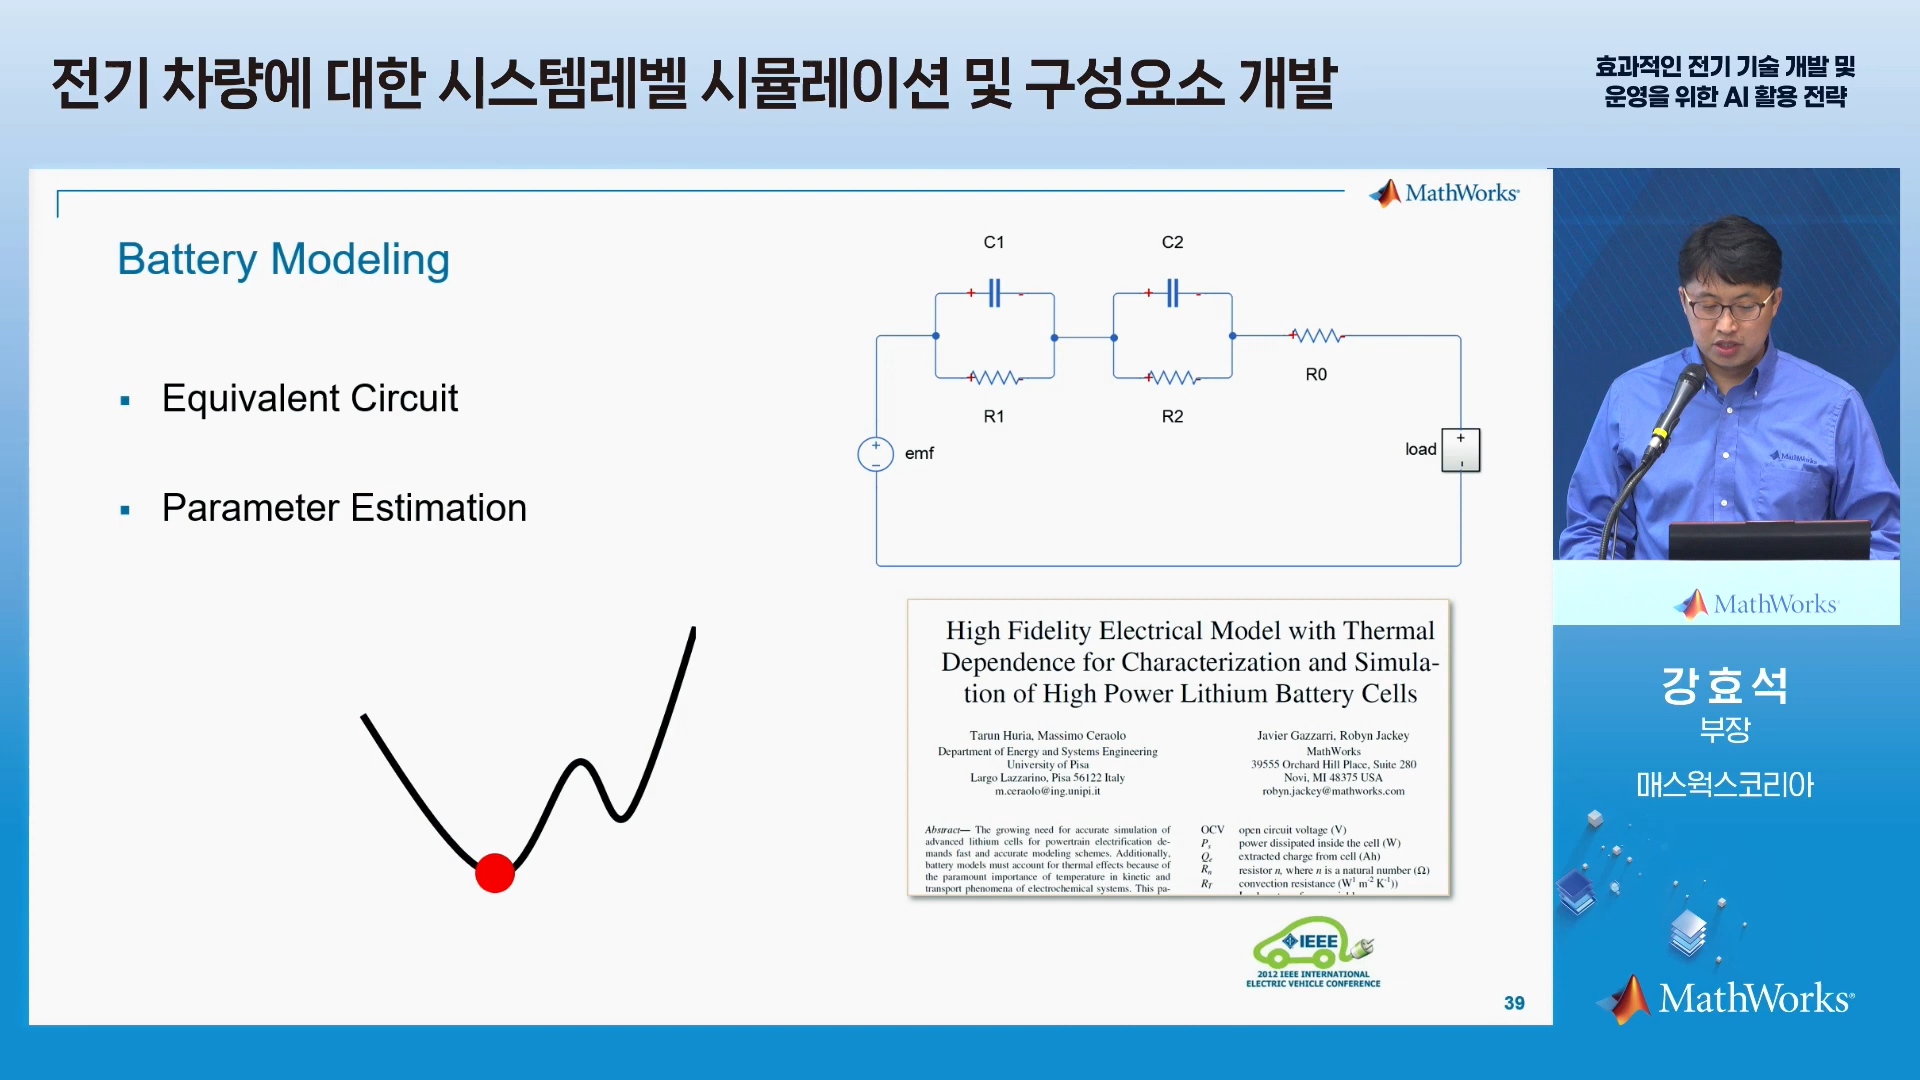 전기 차량에 대한 시스템레벨 시뮬레이션 및 구성요소 개발
효과적인 전기 기술 개발 및
운영을 위한 AI 활용 전략
MathWorks
Battery Modeling
▪ Equivalent Circuit
▪ Parameter Estimation
C1
C2
R1
R2
R0
emf
load
High Fidelity Electrical Model with Thermal
Dependence for Characterization and Simula-
tion of High Power Lithium Battery Cells
Tarun Huria, Massimo Ceraolo
Department of Energy and Systems Engineering
University of Pisa
Largo Lazzarino, Pisa 56122 Italy
m.ceraolo@ing.unipi.it
Javier Gazzarri, Robyn Jackey
MathWorks
39555 Orchard Hill Place, Suite 280
Novi, MI 48375 USA
robyn.jackey@mathworks.com
Abstract— The growing need for accurate simulation of
advanced lithium cells for powertrain electrification de-
mands fast and accurate modeling schemes. Additionally,
battery models must account for thermal effects because of
the paramount importance of temperature in kinetic and
transport phenomena of electrochemical systems. This pa-
OCV open circuit voltage (V)
Ps power dissipated inside the cell (W)
Qe extracted charge from cell (Ah)
Rn resistor n, where n is a natural number (Ω)
RT convection resistance (W¹ m⁻² K⁻¹))
IEEE
2012 IEEE INTERNATIONAL
ELECTRIC VEHICLE CONFERENCE
39
MathWorks
MathWorks
강효석
부장
매스웍스코리아
MathWorks